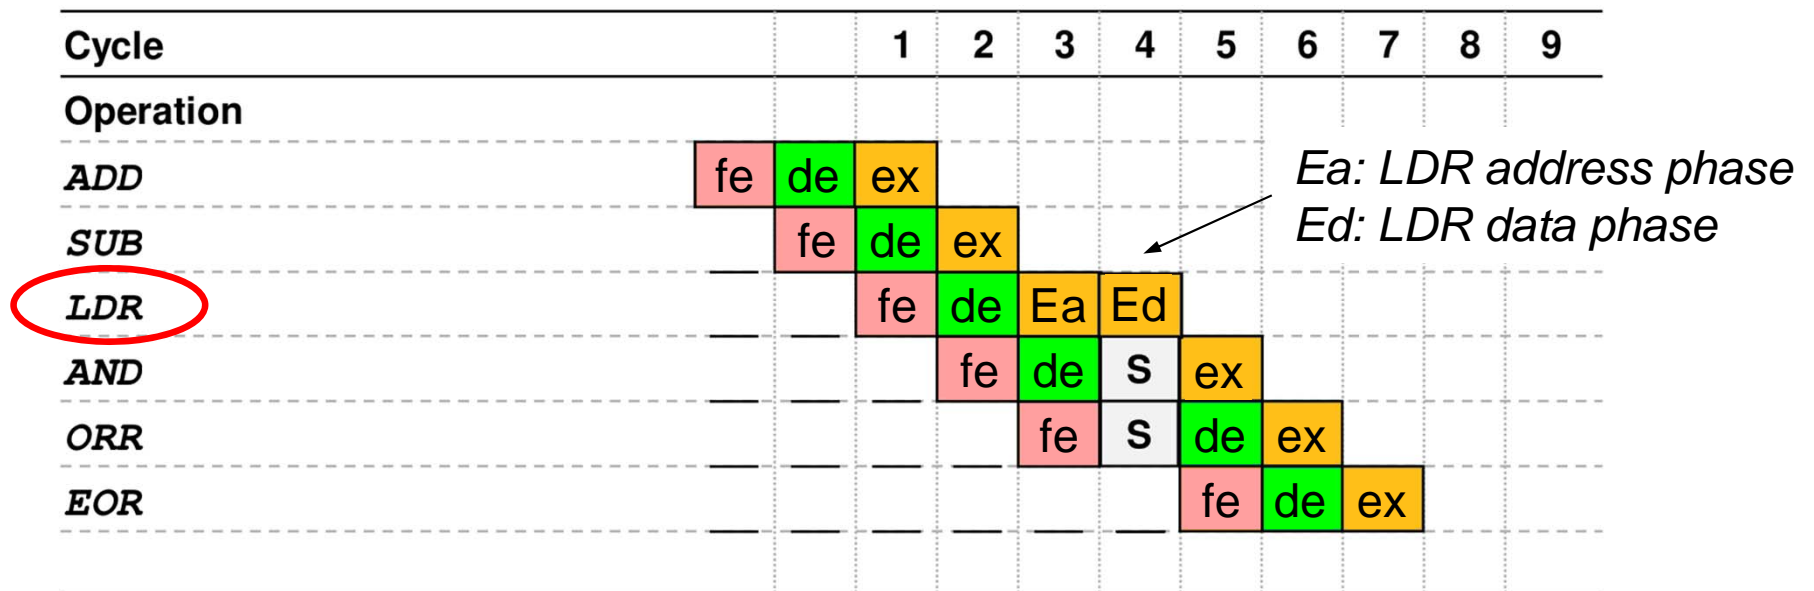 Cycle 1 2 3 4 5 6 7 8 9
Operation
ADD fe de ex
Ea: LDR address phase
SUB fe de ex
Ed: LDR data phase
LDR fe de Ea Ed
AND fe de S ex
ORR fe S de ex
EOR fe de ex